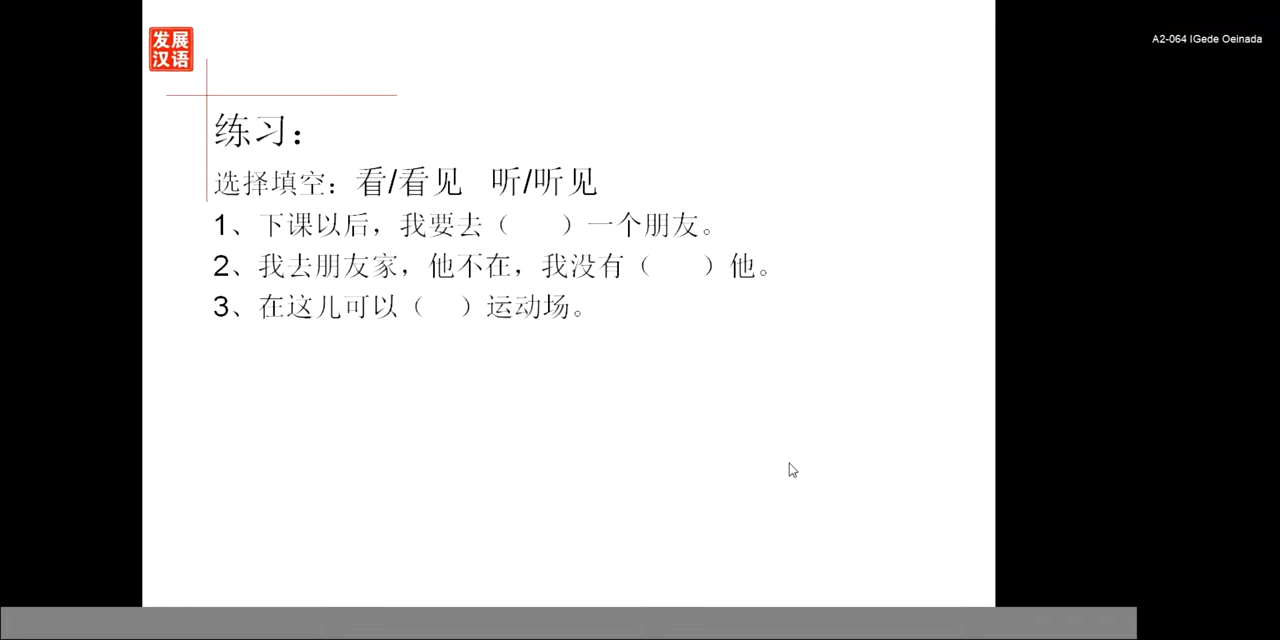 发展
汉语
A2-064 IGede Oeinada
练习：
选择填空：看/看见 听/听见
1、下课以后，我要去（ ）一个朋友。
2、我去朋友家，他不在，我没有（ ）他。
3、在这儿可以（ ）运动场。